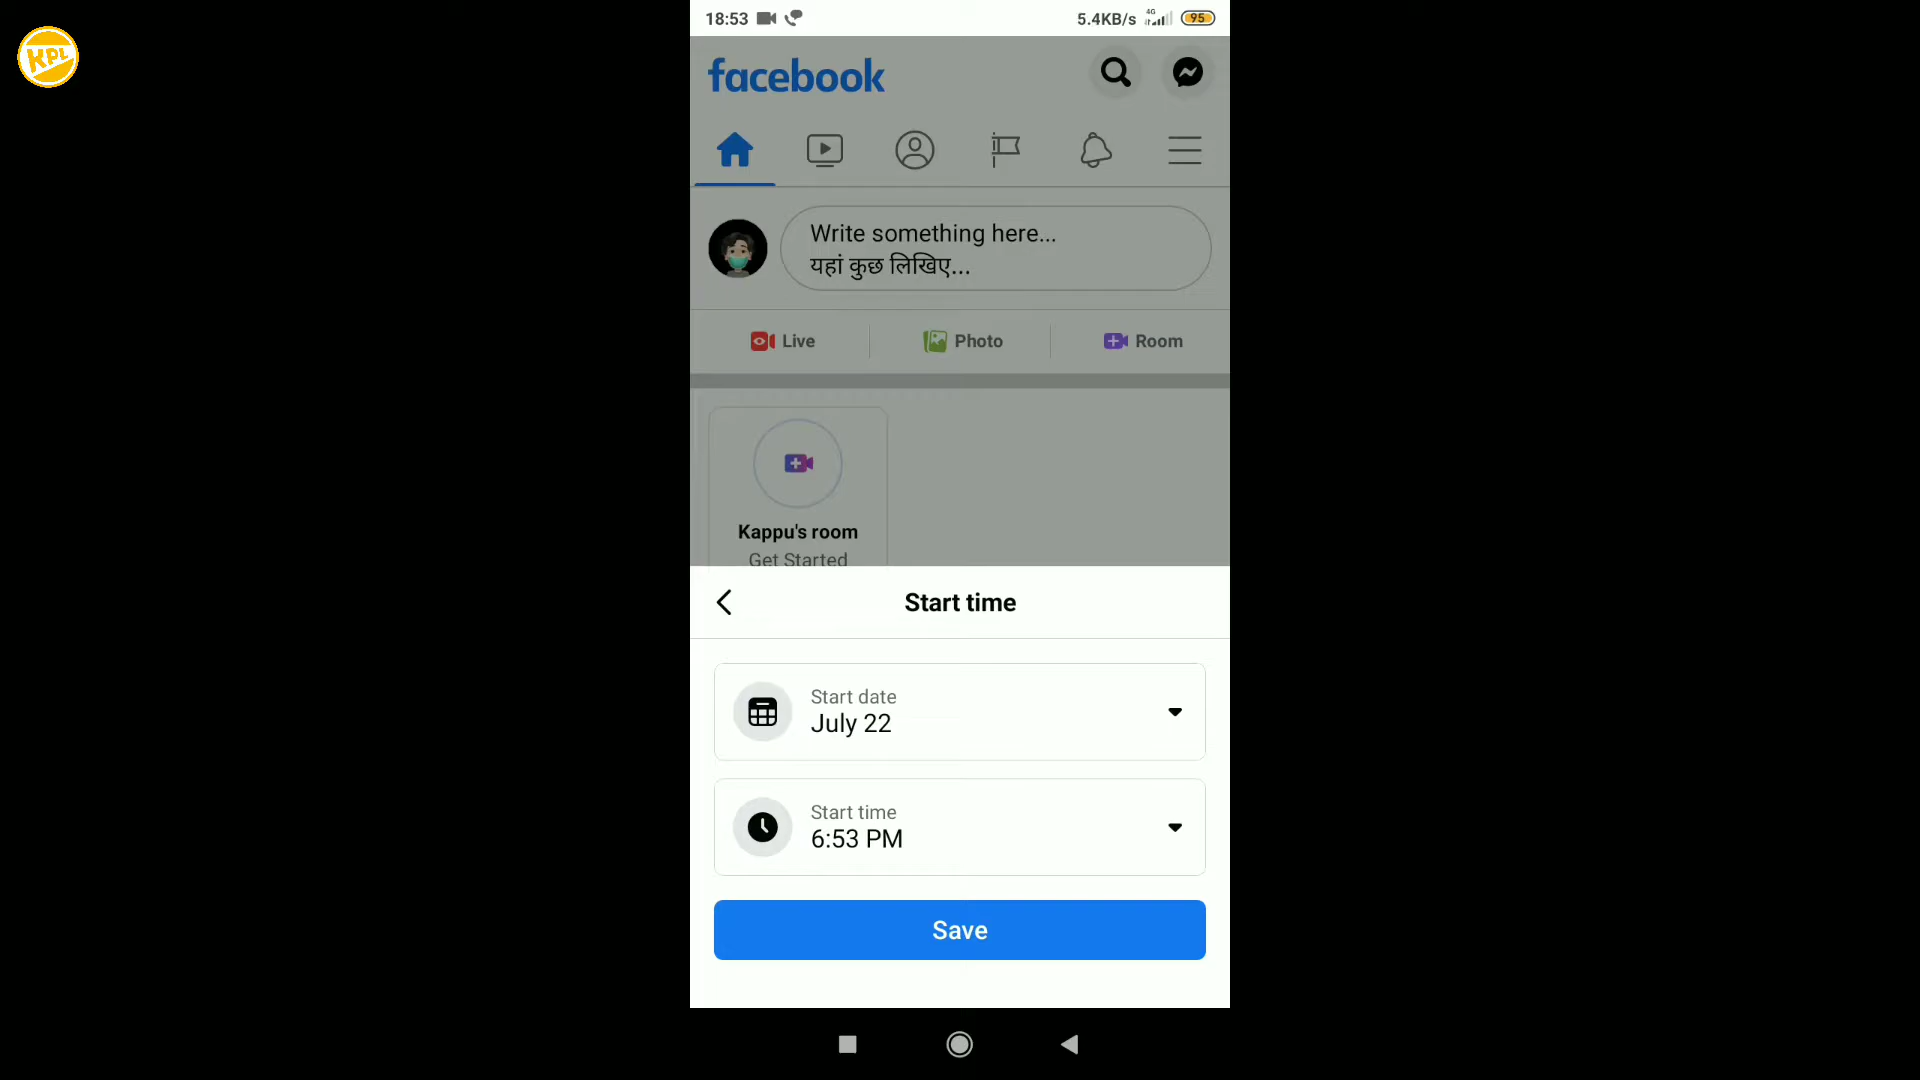 18:53
5.4KB/s 4G 95
KPL
facebook
Write something here...
यहां कुछ लिखिए...
Live
Photo
Room
Kappu's room
Get Started
Start time
Start date
July 22
Start time
6:53 PM
Save